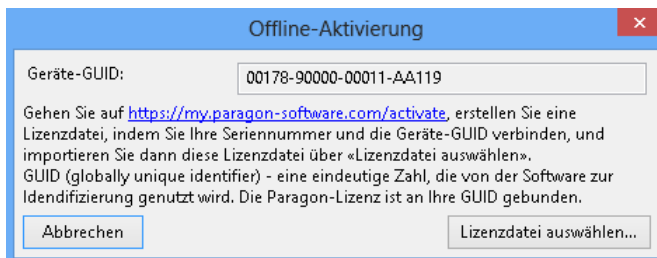 Offline-Aktivierung
Geräte-GUID: 00178-90000-00011-AA119
Gehen Sie auf https://my.paragon-software.com/activate, erstellen Sie eine
Lizenzdatei, indem Sie Ihre Seriennummer und die Geräte-GUID verbinden, und
importieren Sie dann diese Lizenzdatei über «Lizenzdatei auswählen».
GUID (globally unique identifier) - eine eindeutige Zahl, die von der Software zur
Idendifizierung genutzt wird. Die Paragon-Lizenz ist an Ihre GUID gebunden.
Abbrechen Lizenzdatei auswählen...